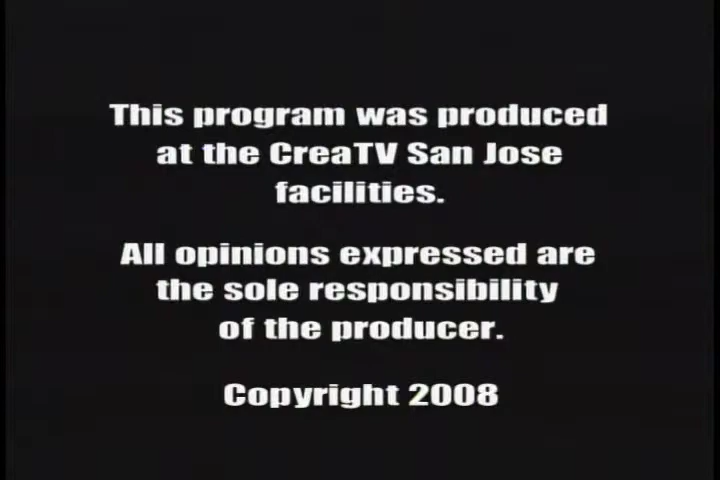 This program was produced
at the CreaTV San Jose
facilities.
All opinions expressed are
the sole responsibility
of the producer.
Copyright 2008